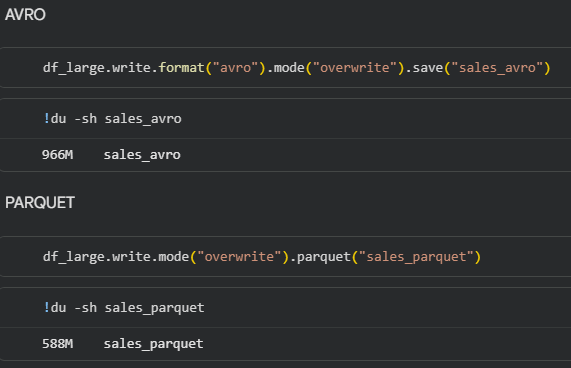 AVRO
df_large.write.format("avro").mode("overwrite").save("sales_avro")
!du -sh sales_avro
966M    sales_avro
PARQUET
df_large.write.mode("overwrite").parquet("sales_parquet")
!du -sh sales_parquet
588M    sales_parquet